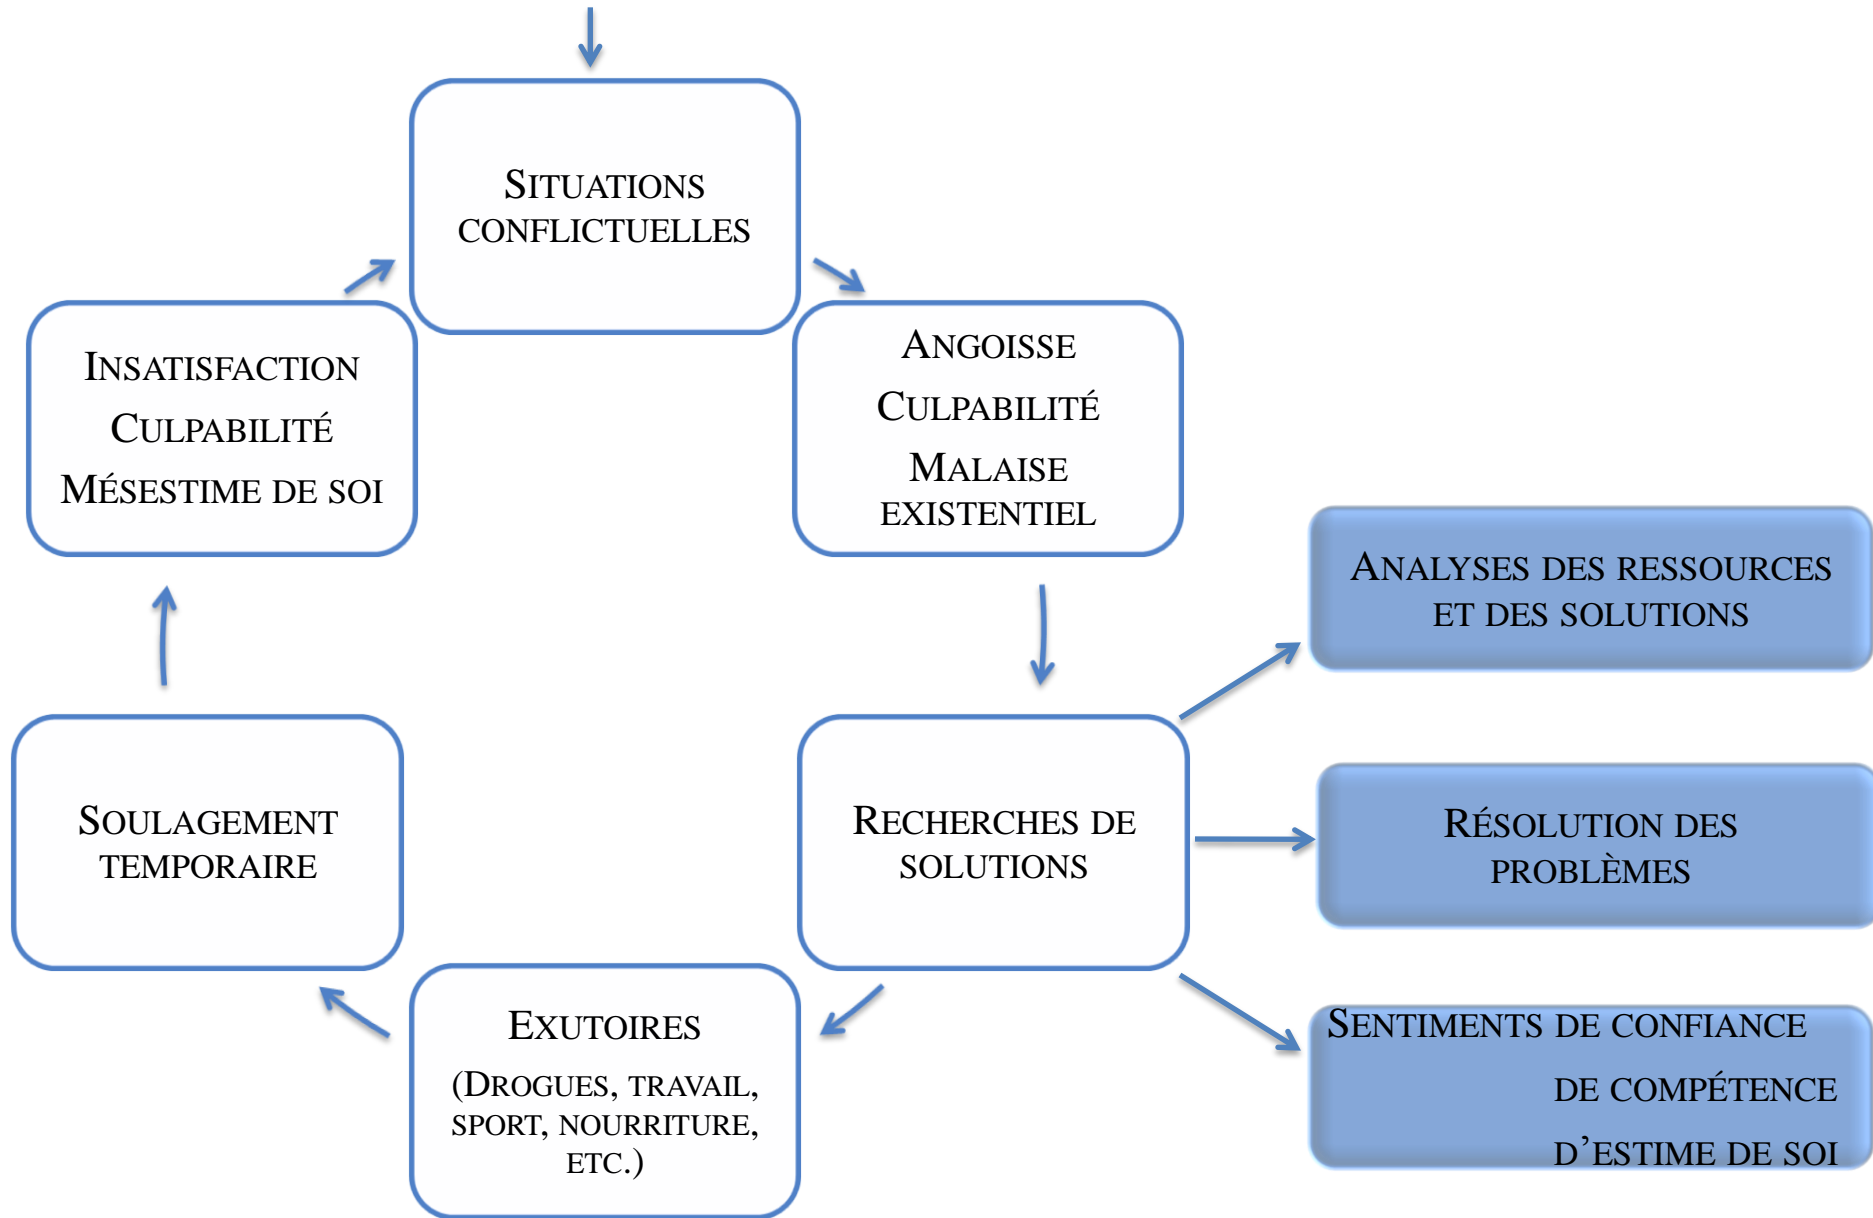 SITUATIONS
CONFLICTUELLES
ANGOISSE
CULPABILITÉ
MALAISE
EXISTENTIEL
RECHERCHES DE
SOLUTIONS
EXUTOIRES
(DROGUES, TRAVAIL,
SPORT, NOURRITURE,
ETC.)
SOULAGEMENT
TEMPORAIRE
INSATISFACTION
CULPABILITÉ
MÉSESTIME DE SOI
ANALYSES DES RESSOURCES
ET DES SOLUTIONS
RÉSOLUTION DES
PROBLÈMES
SENTIMENTS DE CONFIANCE
DE COMPÉTENCE
D’ESTIME DE SOI